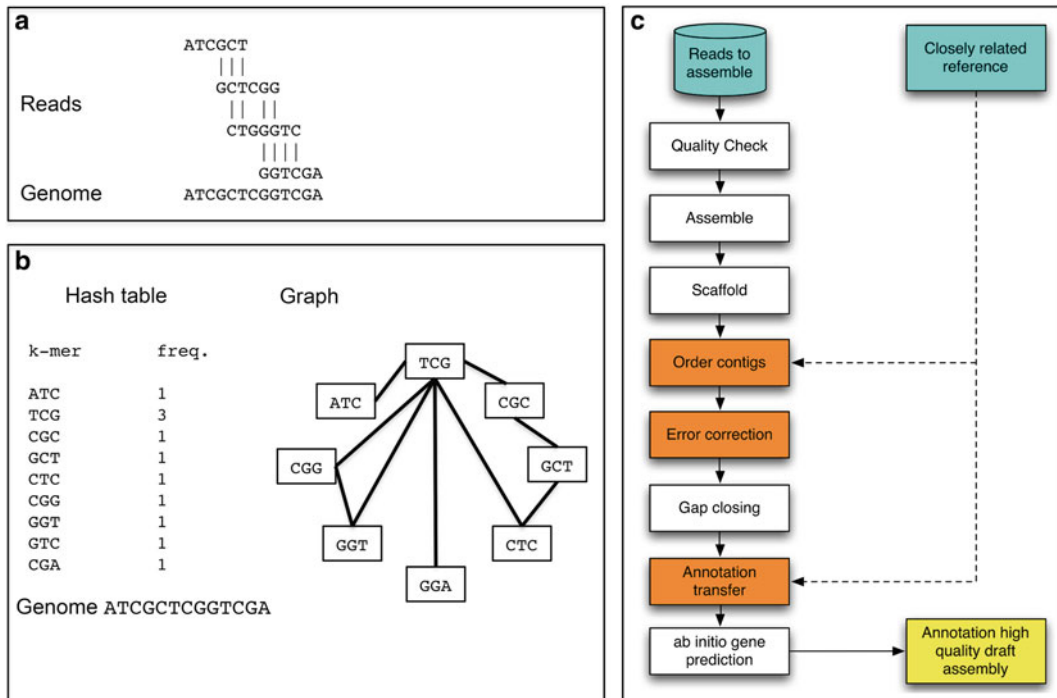 a
ATCGCT
GCTCGG
Reads
CTGGGTC
GGTCGA
Genome ATCGCTCGGTCGA
b
Hash table
k-mer freq.
ATC 1
TCG 3
CGC 1
GCT 1
CTC 1
CGG 1
GGT 1
GTC 1
CGA 1
Graph
TCG
ATC
CGC
CGG
GCT
GGT
CTC
GGA
Genome ATCGCTCGGTCGA
c
Reads to
assemble
Closely related
reference
Quality Check
Assemble
Scaffold
Order contigs
Error correction
Gap closing
Annotation
transfer
ab initio gene
prediction
Annotation high
quality draft
assembly